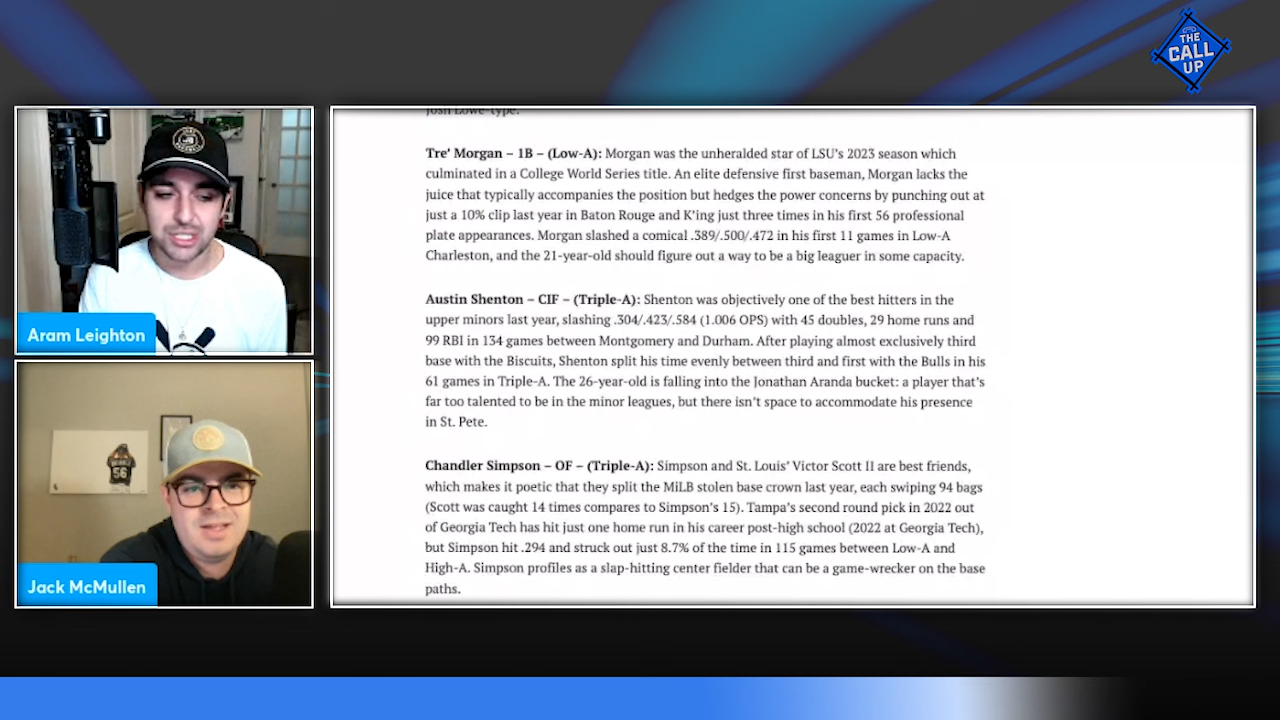 THE
CALL
UP
Josh Lowe-type.
Tre' Morgan – 1B – (Low-A): Morgan was the unheralded star of LSU's 2023 season which
culminated in a College World Series title. An elite defensive first baseman, Morgan lacks the
juice that typically accompanies the position but hedges the power concerns by punching out at
just a 10% clip last year in Baton Rouge and K'ing just three times in his first 56 professional
plate appearances. Morgan slashed a comical .389/.500/.472 in his first 11 games in Low-A
Charleston, and the 21-year-old should figure out a way to be a big leaguer in some capacity.
Austin Shenton – CIF – (Triple-A): Shenton was objectively one of the best hitters in the
upper minors last year, slashing .304/.423/.584 (1.006 OPS) with 45 doubles, 29 home runs and
99 RBI in 134 games between Montgomery and Durham. After playing almost exclusively third
base with the Biscuits, Shenton split his time evenly between third and first with the Bulls in his
61 games in Triple-A. The 26-year-old is falling into the Jonathan Aranda bucket: a player that's
far too talented to be in the minor leagues, but there isn't space to accommodate his presence
in St. Pete.
Chandler Simpson – OF – (Triple-A): Simpson and St. Louis' Victor Scott II are best friends,
which makes it poetic that they split the MiLB stolen base crown last year, each swiping 94 bags
(Scott was caught 14 times compares to Simpson's 15). Tampa's second round pick in 2022 out
of Georgia Tech has hit just one home run in his career post-high school (2022 at Georgia Tech),
but Simpson hit .294 and struck out just 8.7% of the time in 115 games between Low-A and
High-A. Simpson profiles as a slap-hitting center fielder that can be a game-wrecker on the base
paths.
Aram Leighton
56
Jack McMullen